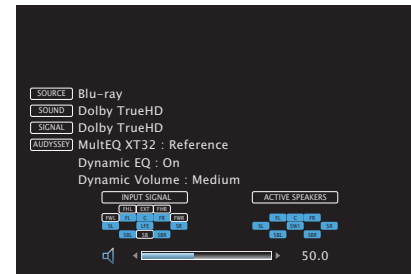 SOURCE Blu-ray
SOUND Dolby TrueHD
SIGNAL Dolby TrueHD
AUDYSSEY MultEQ XT32 : Reference
Dynamic EQ : On
Dynamic Volume : Medium
INPUT SIGNAL ACTIVE SPEAKERS
FHL EXT FHR
FWL FL C FR FWR FL C FR
SL LFE SR SL SW1 SR
SBL SB SBR SBL SBR
50.0